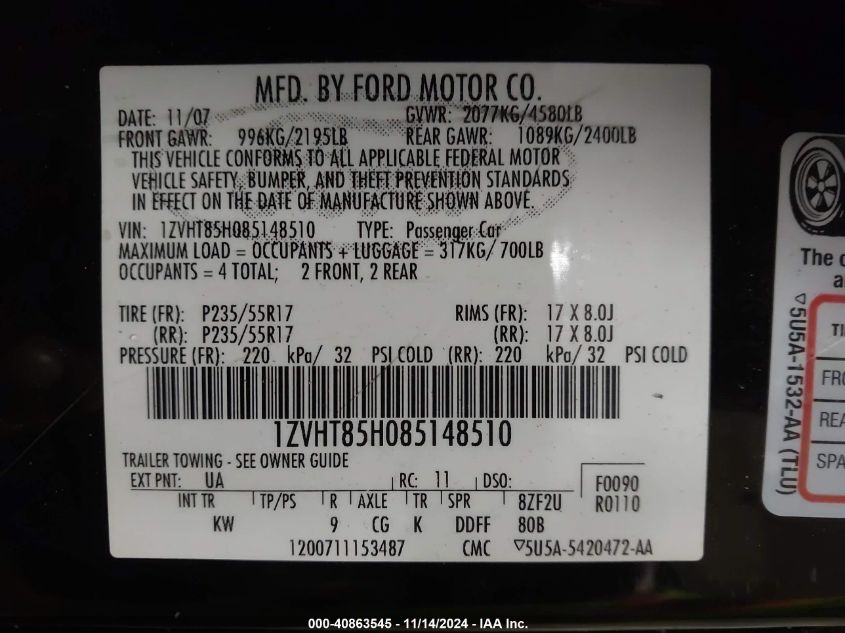 MFD. BY FORD MOTOR CO.
DATE: 11/07 GVWR: 2077KG/4580LB
FRONT GAWR: 996KG/2195LB REAR GAWR: 1089KG/2400LB
THIS VEHICLE CONFORMS TO ALL APPLICABLE FEDERAL MOTOR
VEHICLE SAFETY, BUMPER, AND THEFT PREVENTION STANDARDS
IN EFFECT ON THE DATE OF MANUFACTURE SHOWN ABOVE.
VIN: 1ZVHT85H085148510 TYPE: Passenger Car
MAXIMUM LOAD = OCCUPANTS + LUGGAGE = 317KG/ 700LB
OCCUPANTS = 4 TOTAL; 2 FRONT, 2 REAR
TIRE (FR): P235/55R17 RIMS (FR): 17 X 8.0J
(RR): P235/55R17 (RR): 17 X 8.0J
PRESSURE (FR): 220 kPa/ 32 PSI COLD (RR): 220 kPa/ 32 PSI COLD
1ZVHT85H085148510
TRAILER TOWING - SEE OWNER GUIDE
EXT PNT: UA RC: 11 DSO: F0090
INT TR TP/PS R AXLE TR SPR 8ZF2U R0110
KW 9 CG K DDFF 80B
1200711153487 CMC ▽5U5A-5420472-AA
The
▽5U5A-1532-AA (TLU)
FRO
REA
SPA
000-40863545 - 11/14/2024 - IAA Inc.